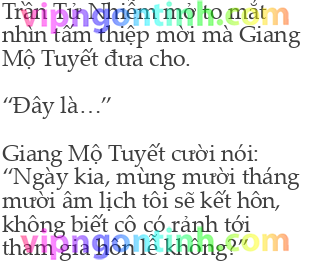 Trần Tử Nhiễm mở to mắt
nhìn tấm thiệp mời mà Giang
Mộ Tuyết đưa cho.
“Đây là…”
Giang Mộ Tuyết cười nói:
“Ngày kia, mùng mười tháng
mười âm lịch tôi sẽ kết hôn,
không biết cô có rảnh tới
tham gia hôn lễ không?”
vipngontinh.com
vipngontinh.com